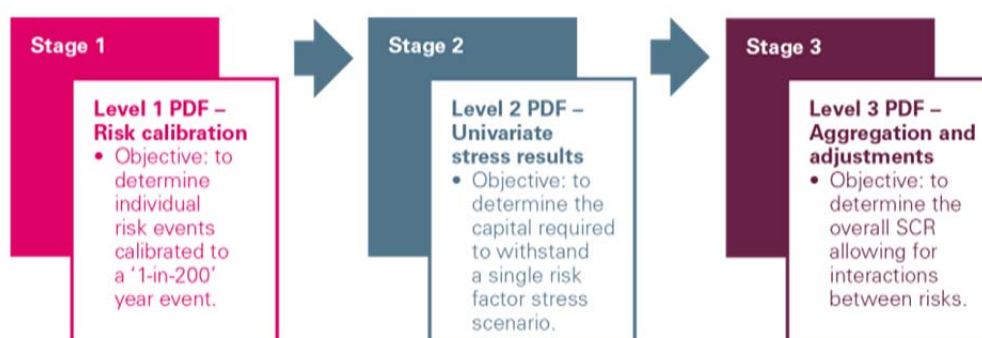 Stage 1
Level 1 PDF –
Risk calibration
• Objective: to
determine
individual
risk events
calibrated to
a ‘1-in-200’
year event.
Stage 2
Level 2 PDF –
Univariate
stress results
• Objective: to
determine the
capital required
to withstand
a single risk
factor stress
scenario.
Stage 3
Level 3 PDF –
Aggregation and
adjustments
• Objective: to
determine the
overall SCR
allowing for
interactions
between risks.